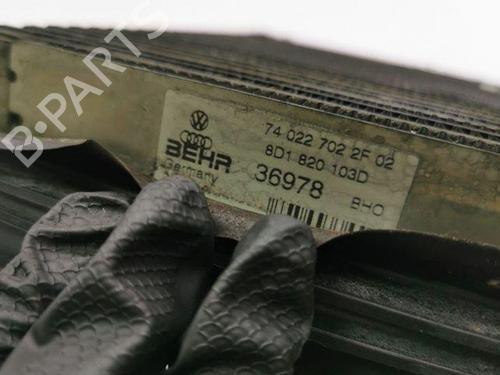 B-PARTS
74 022 702 2F 02
8D1 820 103D
BEHR
Germany
36978
BHO